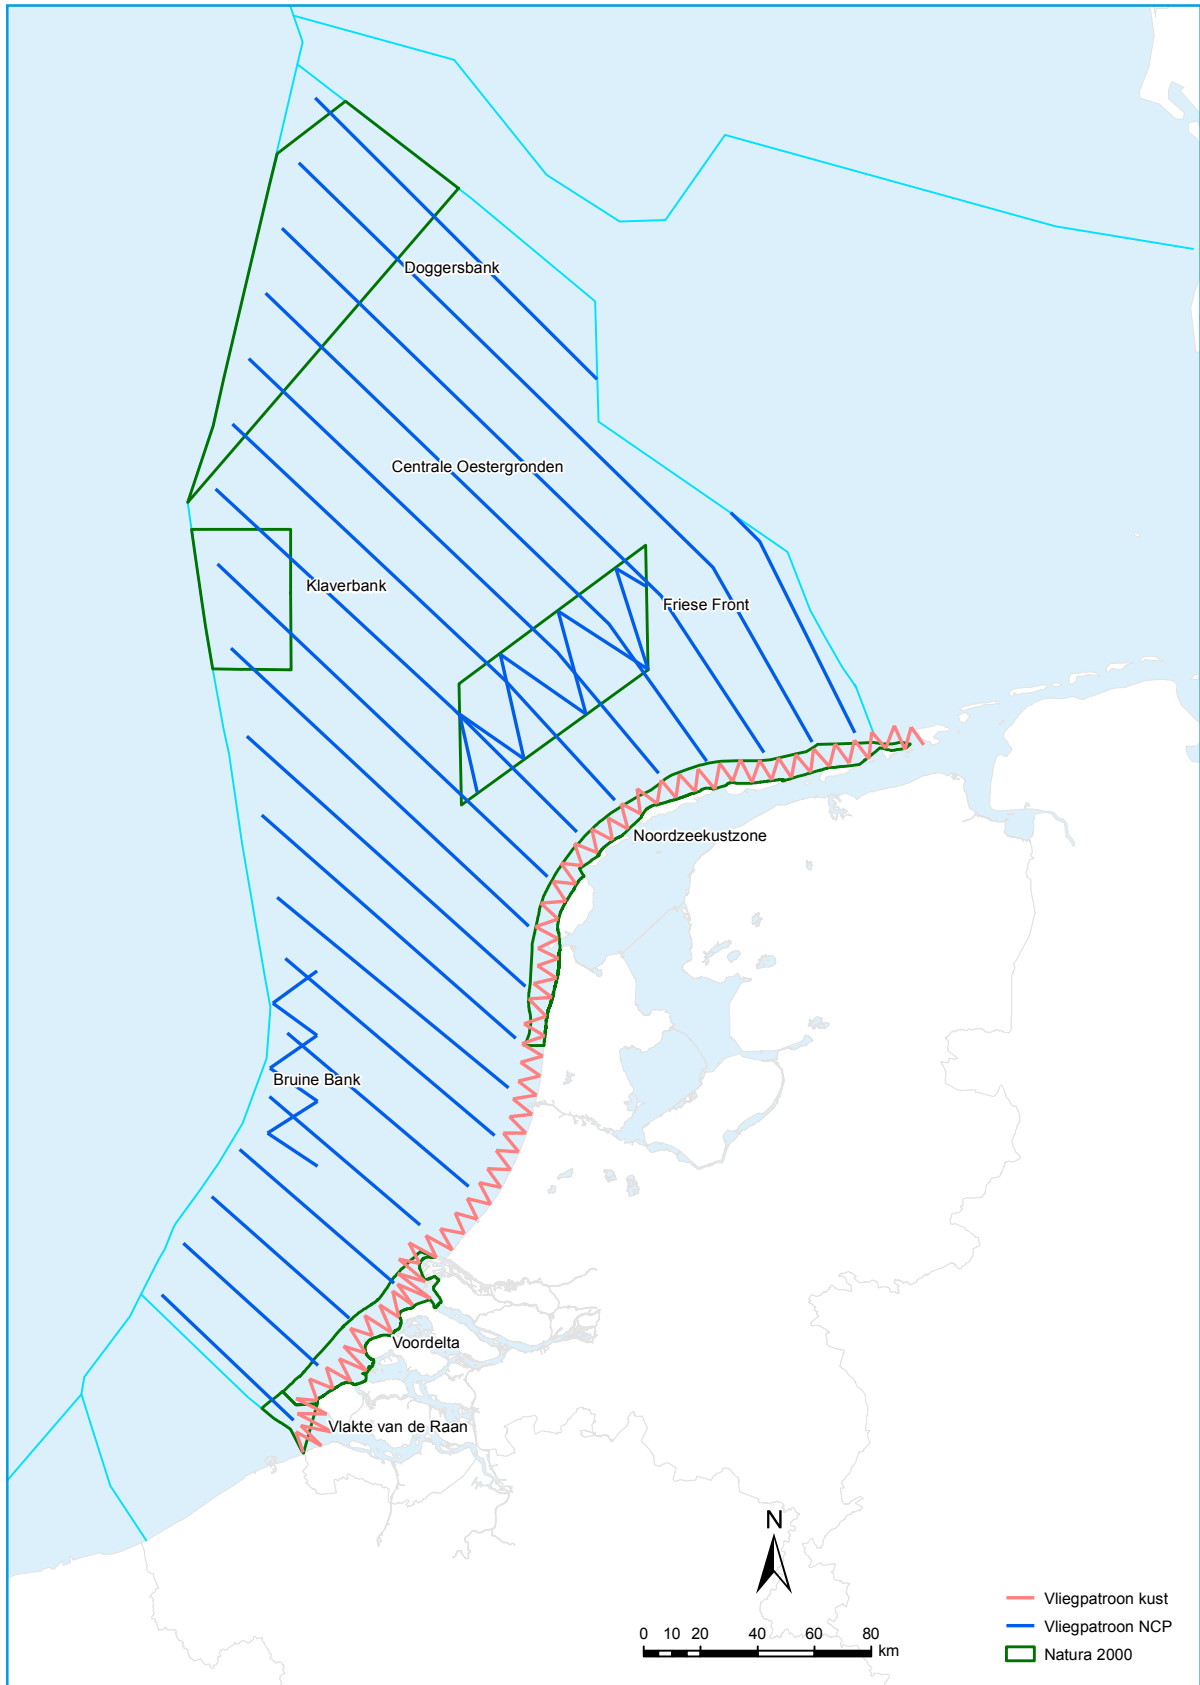 Doggersbank
Centrale Oestergronden
Klaverbank
Friese Front
Noordzeekustzone
Bruine Bank
Voordelta
Vlakte van de Raan
N
0 10 20 40 60 80
km
Vliegpatroon kust
Vliegpatroon NCP
Natura 2000